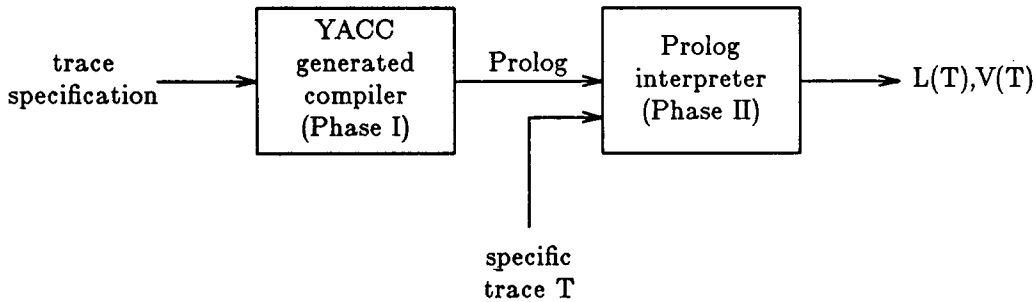 trace
specification
YACC
generated
compiler
(Phase I)
Prolog
Prolog
interpreter
(Phase II)
L(T),V(T)
specific
trace T